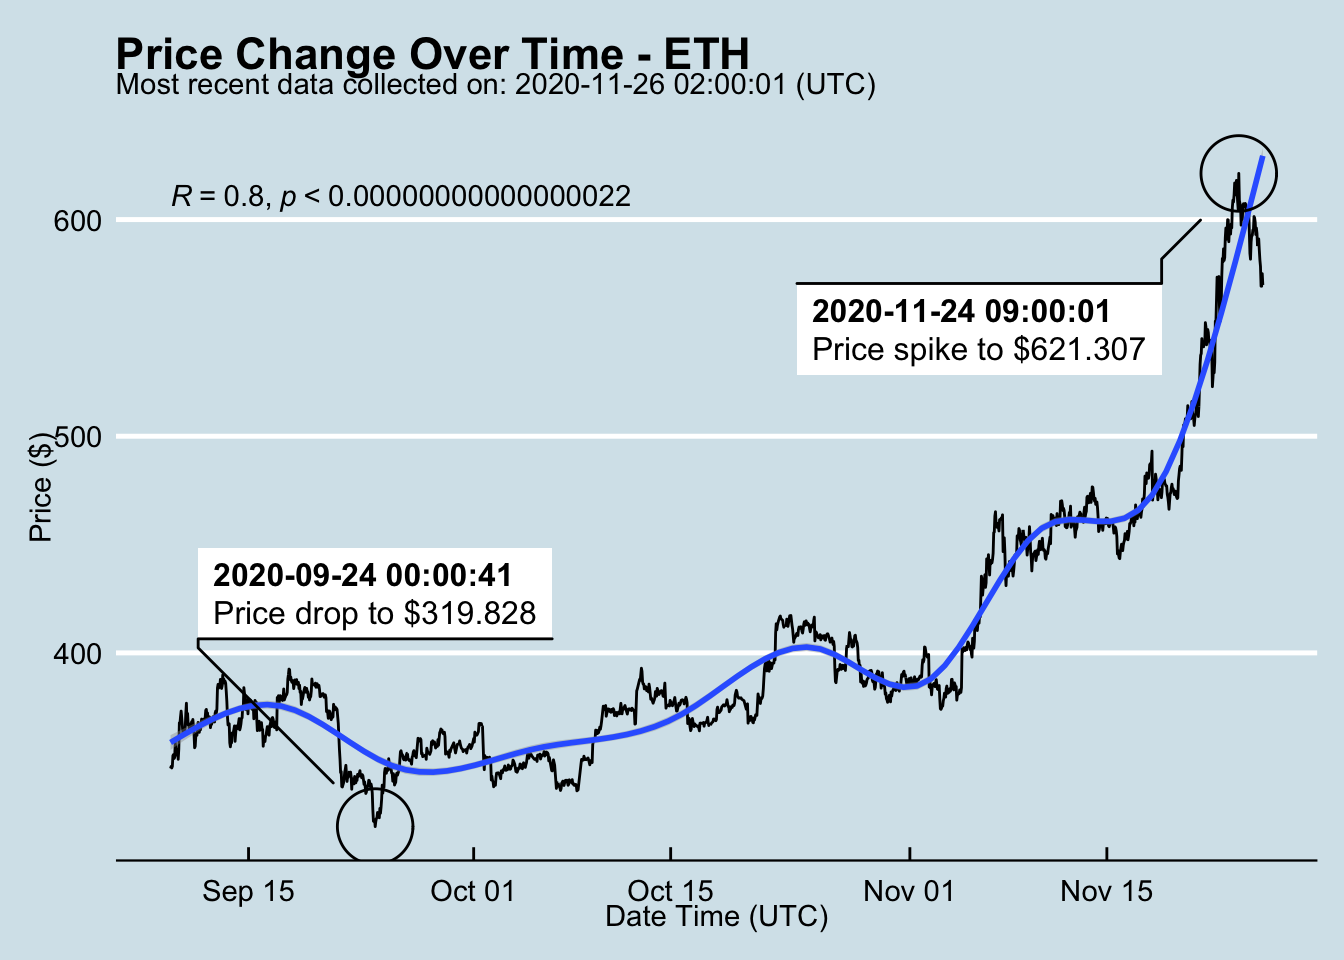 Price Change Over Time - ETH
Most recent data collected on: 2020-11-26 02:00:01 (UTC)
R = 0.8, p < 0.00000000000000022
600
2020-11-24 09:00:01
Price spike to $621.307
500
Price ($)
2020-09-24 00:00:41
Price drop to $319.828
400
Sep 15 Oct 01 Oct 15 Nov 01 Nov 15
Date Time (UTC)